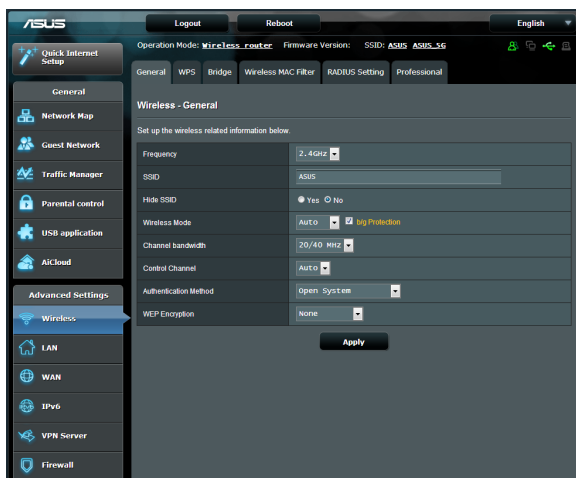 ASUS
Logout
Reboot
English
Quick Internet
Setup
Operation Mode: Wireless router Firmware Version: SSID: ASUS ASUS_5G
General
WPS
Bridge
Wireless MAC Filter
RADIUS Setting
Professional
General
Network Map
Guest Network
Traffic Manager
Parental control
USB application
AiCloud
Advanced Settings
Wireless
LAN
WAN
IPv6
VPN Server
Firewall
Wireless - General
Set up the wireless related information below.
Frequency 2.4GHz
SSID ASUS
Hide SSID Yes No
Wireless Mode Auto b/g Protection
Channel bandwidth 20/40 MHz
Control Channel Auto
Authentication Method Open System
WEP Encryption None
Apply